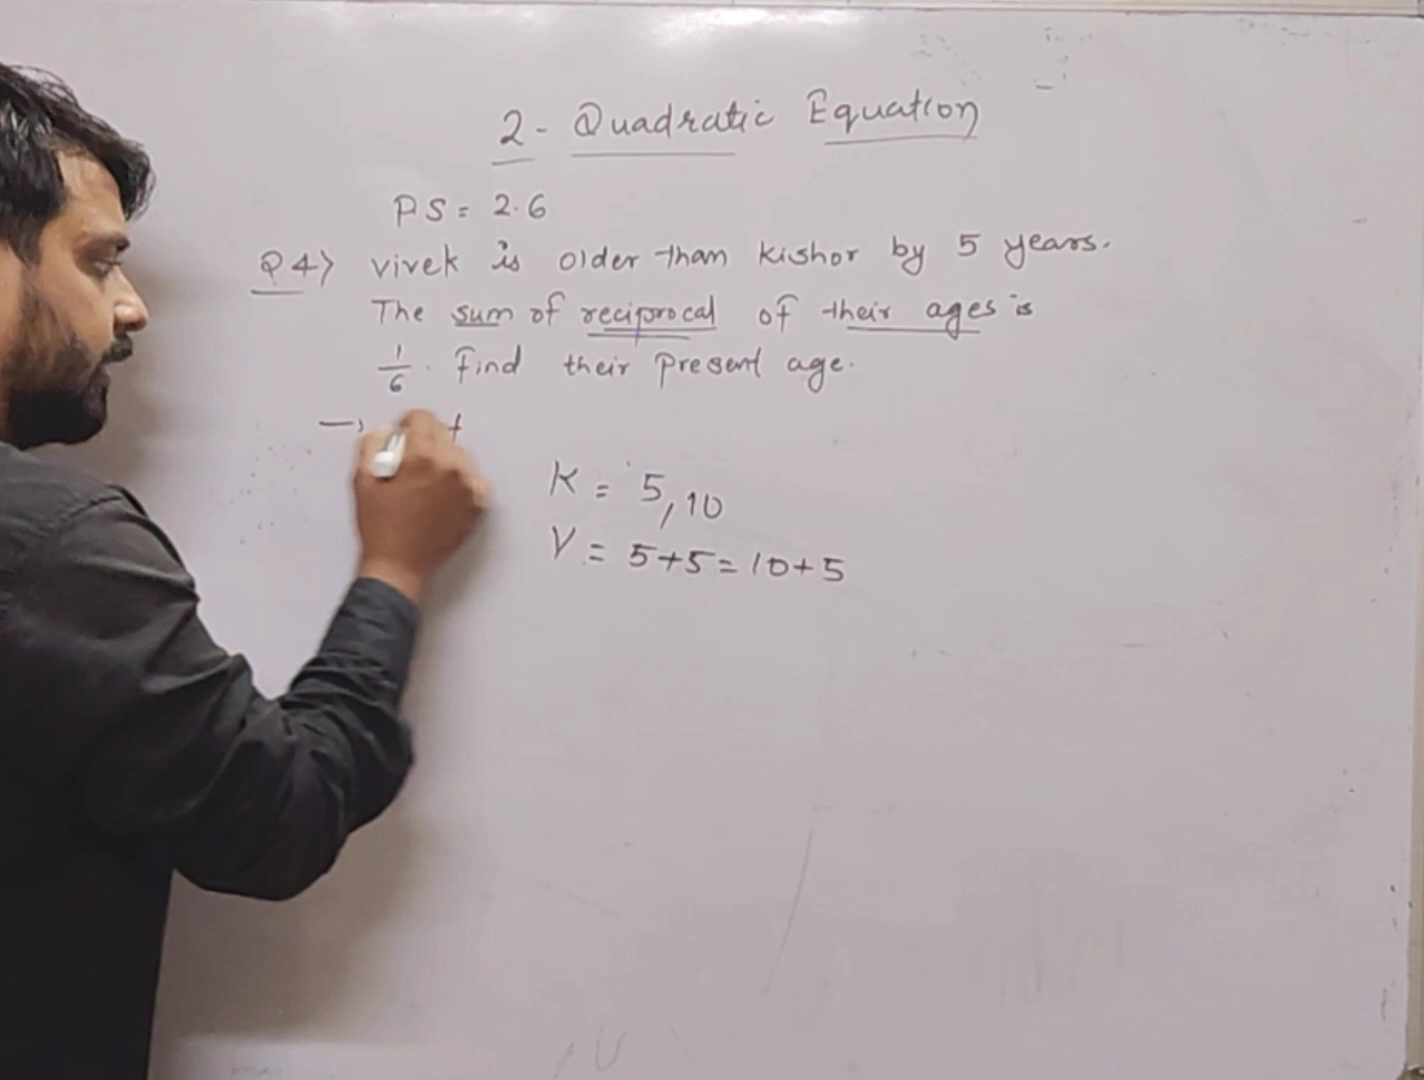 2 - Quadratic Equation
PS = 2.6
Q4) vivek is older than kishor by 5 years.
The sum of reciprocal of their ages is
1/6. Find their present age.
→
K = 5, 10
V = 5+5 = 10+5